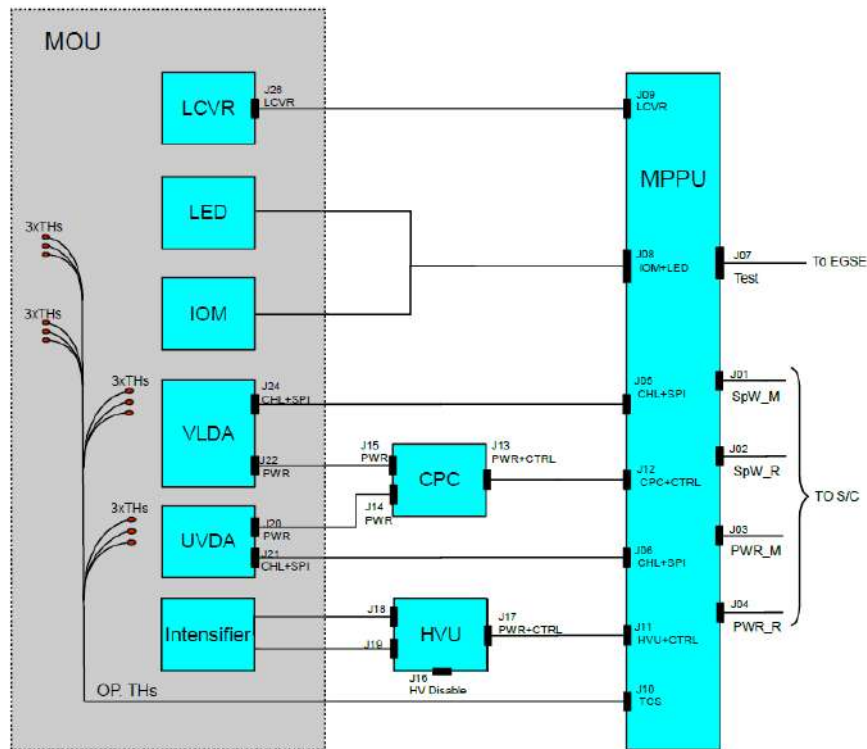 MOU
J28
LCVR
LCVR
J09
LCVR
MPPU
LED
3xTHs
J08
IOM+LED
J07
Test
To EGSE
IOM
3xTHs
3xTHs
J24
CHL+SPI
VLDA
J22
PWR
J15
PWR
J13
PWR+CTRL
CPC
J14
PWR
J05
CHL+SPI
J01
SpW_M
J12
CPC+CTRL
J02
SpW_R
TO S/C
3xTHs
J20
PWR
UVDA
J21
CHL+SPI
J06
CHL+SPI
J03
PWR_M
Intensifier
J18
J19
HVU
J17
PWR+CTRL
J16
HV Disable
J11
HVU+CTRL
J04
PWR_R
OP. THs
J10
TCS